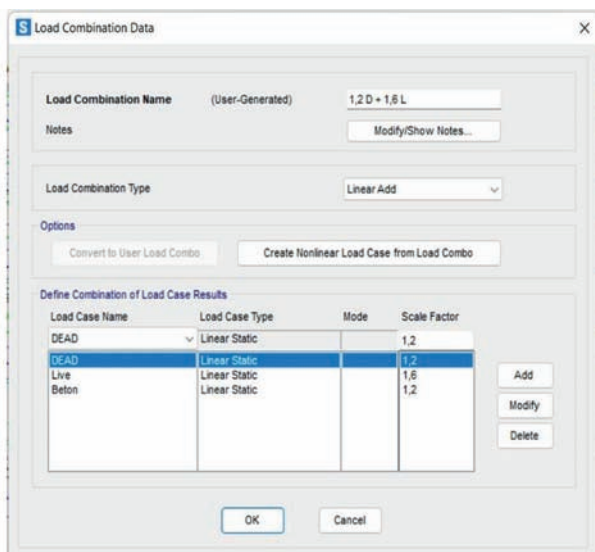 S Load Combination Data
Load Combination Name (User-Generated) 1,2 D + 1,6 L
Notes Modify/Show Notes...
Load Combination Type Linear Add
Options
Convert to User Load Combo Create Nonlinear Load Case from Load Combo
Define Combination of Load Case Results
Load Case Name Load Case Type Mode Scale Factor
DEAD Linear Static 1,2
DEAD Linear Static 1,2
Live Linear Static 1,6
Beton Linear Static 1,2
Add
Modify
Delete
OK Cancel